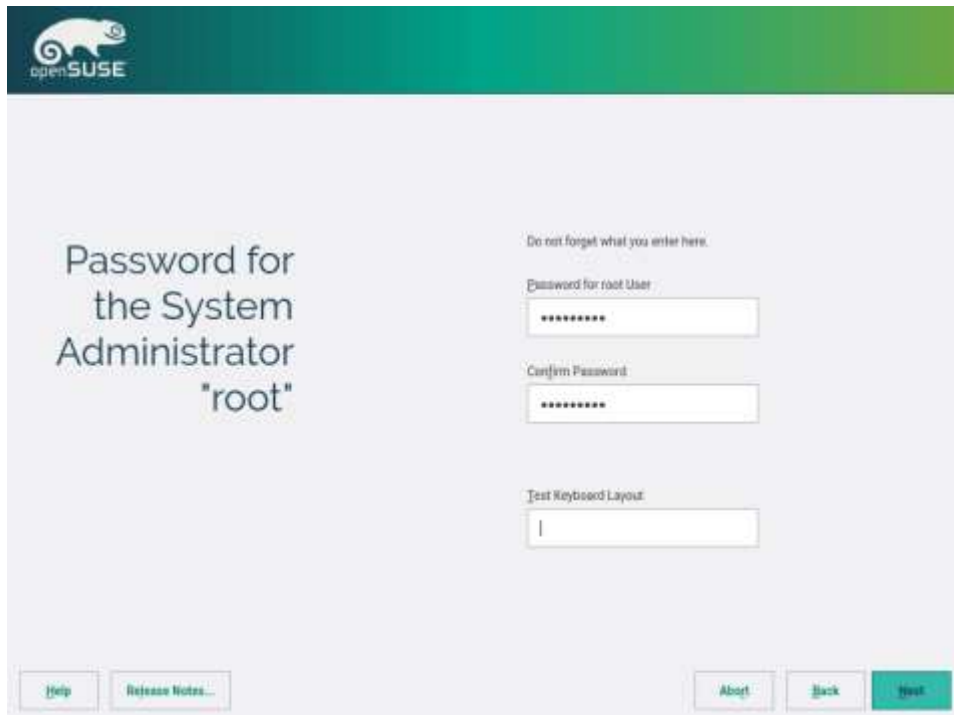 openSUSE
Password for
the System
Administrator
"root"
Do not forget what you enter here.
Password for root User
•••••••••
Confirm Password
•••••••••
Test Keyboard Layout
Help
Release Notes...
Abort
Back
Next